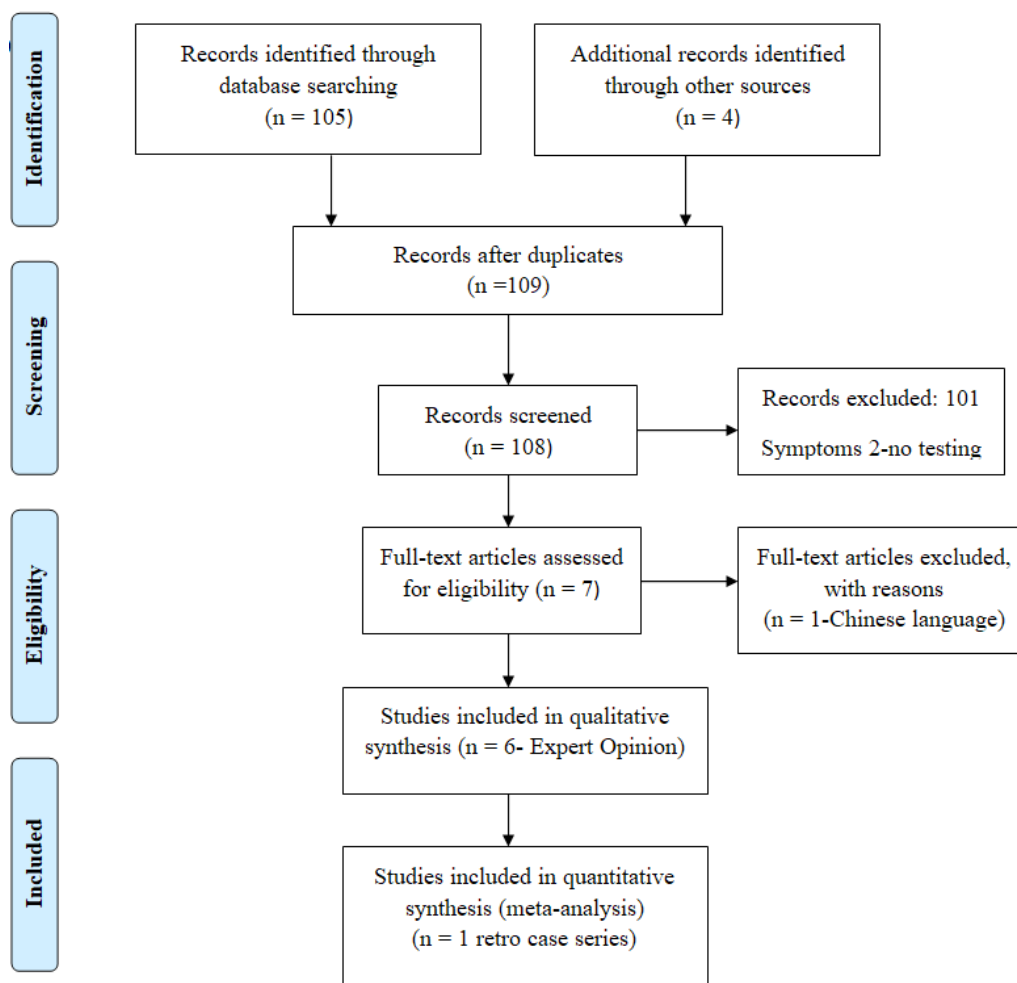 Identification
Records identified through
database searching
(n = 105)
Additional records identified
through other sources
(n = 4)
Records after duplicates
(n =109)
Screening
Records screened
(n = 108)
Records excluded: 101
Symptoms 2-no testing
Eligibility
Full-text articles assessed
for eligibility (n = 7)
Full-text articles excluded,
with reasons
(n = 1-Chinese language)
Studies included in qualitative
synthesis (n = 6- Expert Opinion)
Included
Studies included in quantitative
synthesis (meta-analysis)
(n = 1 retro case series)